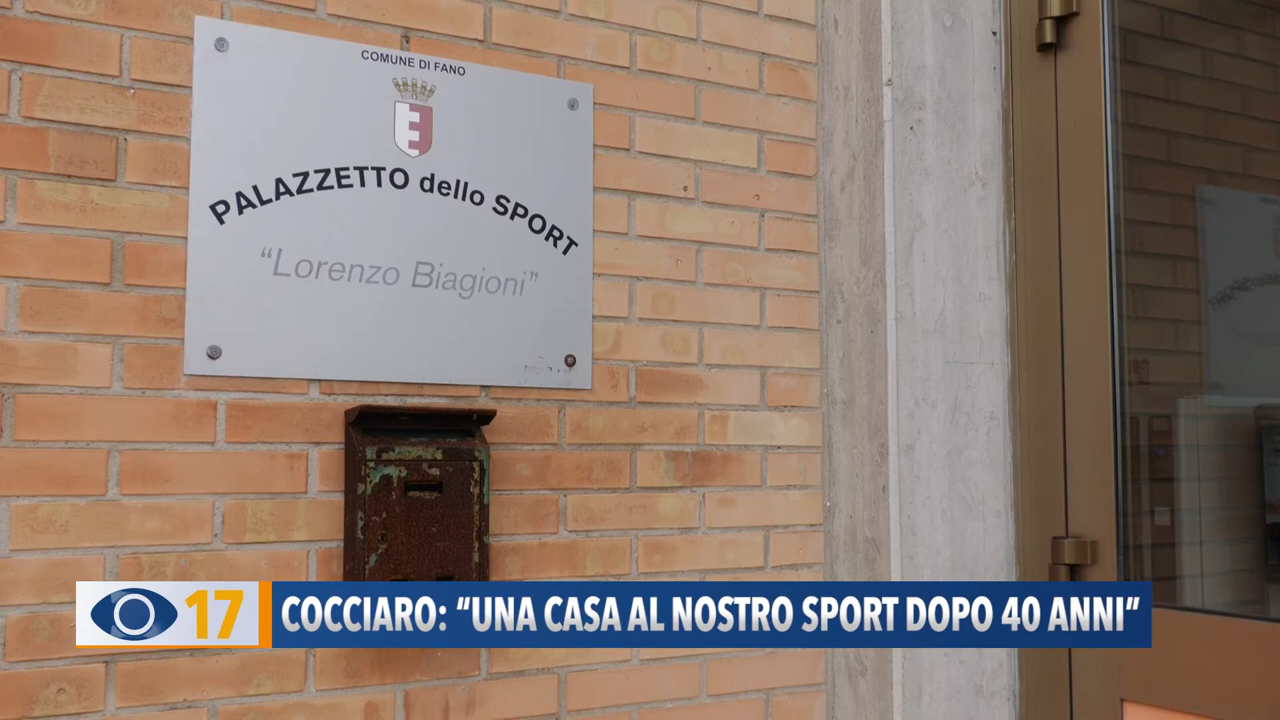 COMUNE DI FANO
PALAZZETTO dello SPORT
“Lorenzo Biagioni”
17
COCCIARO: “UNA CASA AL NOSTRO SPORT DOPO 40 ANNI“